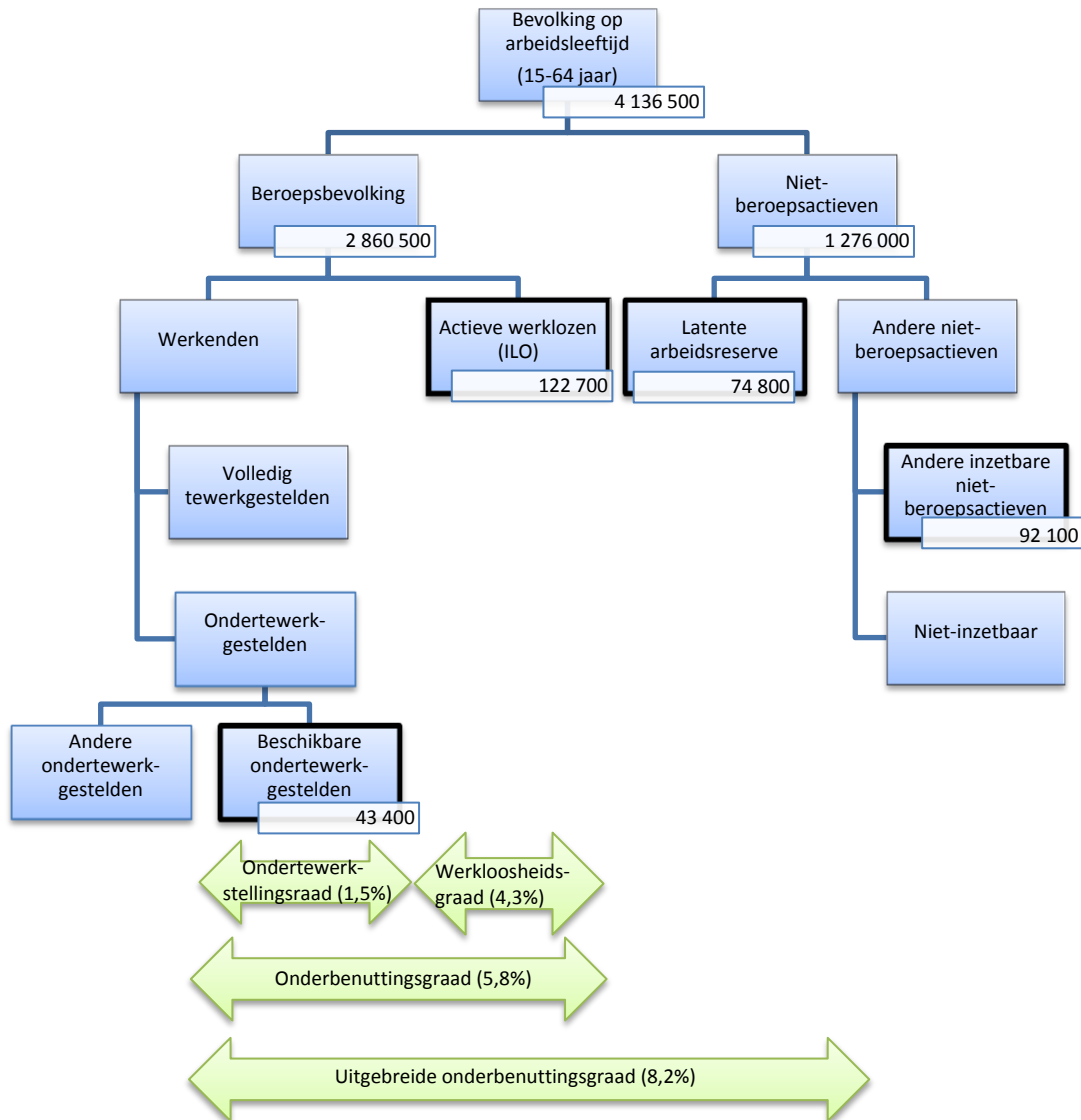 Bevolking op
arbeidsleeftijd
(15-64 jaar)
4 136 500
Beroepsbevolking
2 860 500
Niet-
beroepsactieven
1 276 000
Werkenden
Actieve werklozen
(ILO)
122 700
Latente
arbeidsreserve
74 800
Andere niet-
beroepsactieven
Volledig
tewerkgestelden
Andere inzetbare
niet-
beroepsactieven
92 100
Ondertewerk-
gestelden
Niet-inzetbaar
Andere
ondertewerk-
gestelden
Beschikbare
ondertewerk-
gestelden
43 400
Ondertewerk-
stellingsraad (1,5%)
Werkloosheids-
graad (4,3%)
Onderbenuttingsgraad (5,8%)
Uitgebreide onderbenuttingsgraad (8,2%)